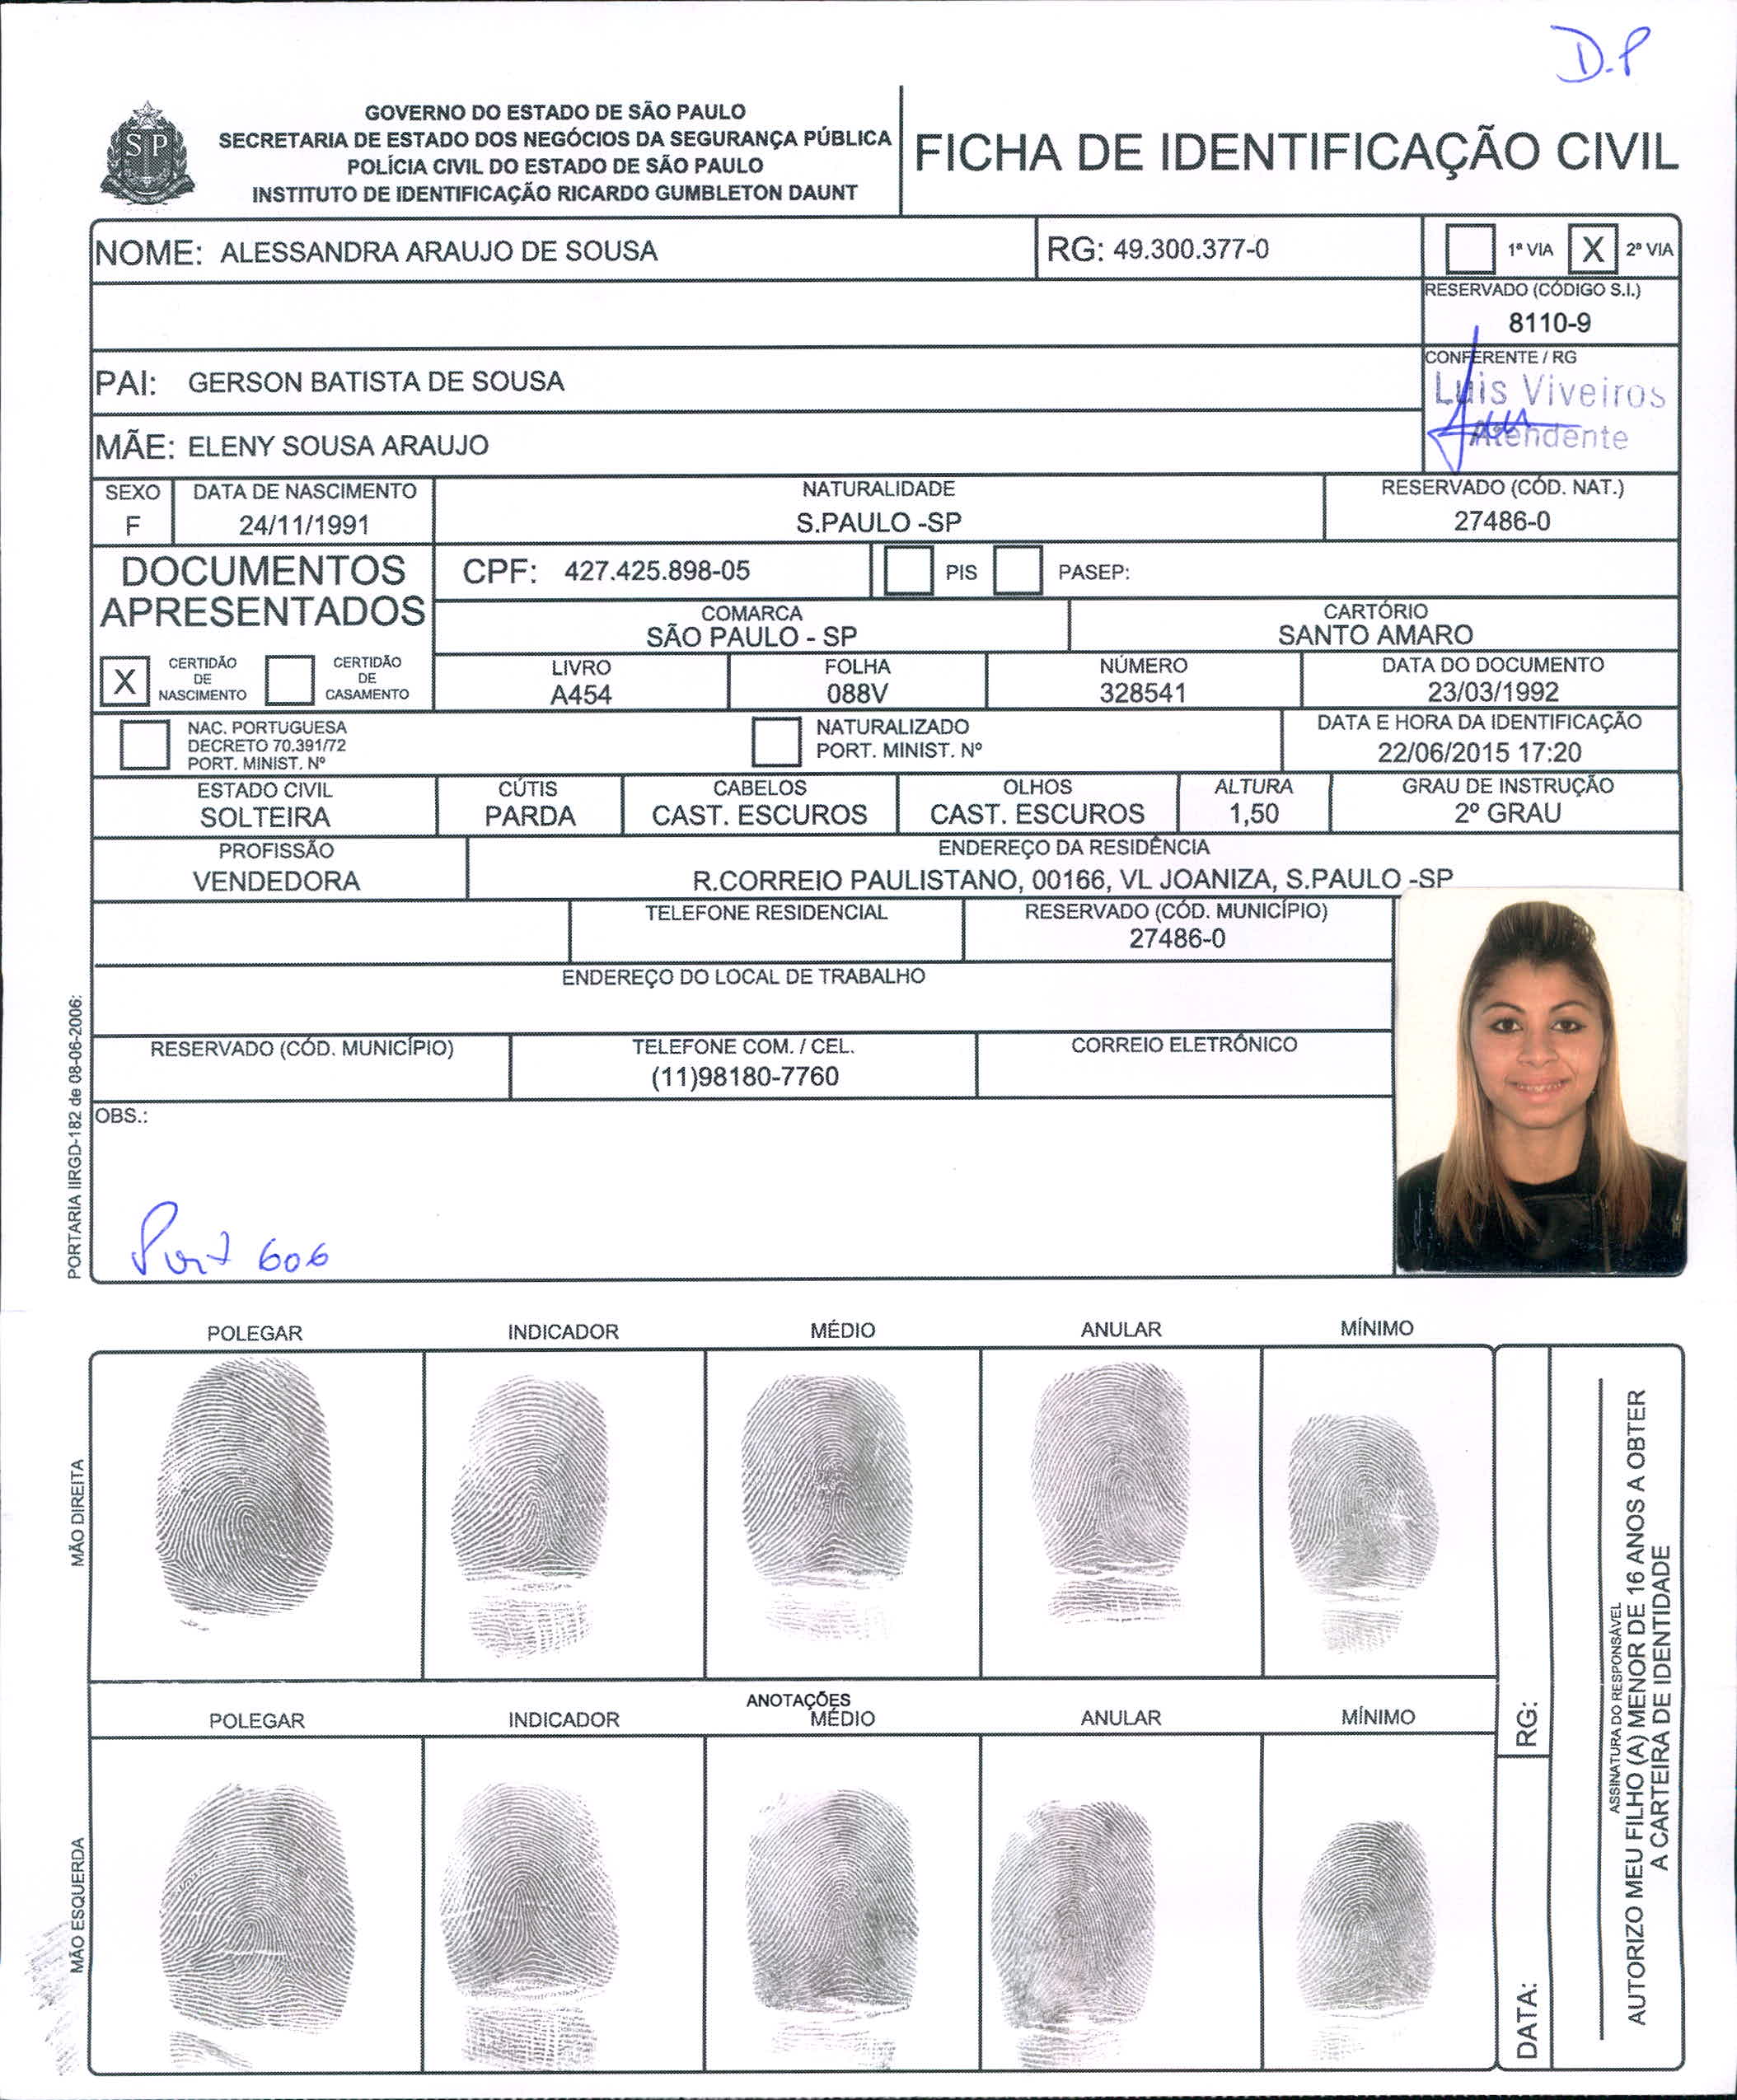 D.P
GOVERNO DO ESTADO DE SÃO PAULO
SECRETARIA DE ESTADO DOS NEGÓCIOS DA SEGURANÇA PÚBLICA
POLÍCIA CIVIL DO ESTADO DE SÃO PAULO
INSTITUTO DE IDENTIFICAÇÃO RICARDO GUMBLETON DAUNT
SP
FICHA DE IDENTIFICAÇÃO CIVIL
NOME: ALESSANDRA ARAUJO DE SOUSA
RG: 49.300.377-0
1ª VIA X 2ª VIA
RESERVADO (CÓDIGO S.I.)
8110-9
PAI: GERSON BATISTA DE SOUSA
CONFERENTE / RG
Luis Viveiros
Atendente
MÃE: ELENY SOUSA ARAUJO
SEXO
F
DATA DE NASCIMENTO
24/11/1991
NATURALIDADE
S.PAULO -SP
RESERVADO (CÓD. NAT.)
27486-0
DOCUMENTOS
APRESENTADOS
CPF: 427.425.898-05
PIS PASEP:
COMARCA
SÃO PAULO - SP
CARTÓRIO
SANTO AMARO
X CERTIDÃO
DE
NASCIMENTO
CERTIDÃO
DE
CASAMENTO
LIVRO
A454
FOLHA
088V
NÚMERO
328541
DATA DO DOCUMENTO
23/03/1992
NAC. PORTUGUESA
DECRETO 70.391/72
PORT. MINIST. Nº
NATURALIZADO
PORT. MINIST. Nº
DATA E HORA DA IDENTIFICAÇÃO
22/06/2015 17:20
ESTADO CIVIL
SOLTEIRA
CÚTIS
PARDA
CABELOS
CAST. ESCUROS
OLHOS
CAST. ESCUROS
ALTURA
1,50
GRAU DE INSTRUÇÃO
2º GRAU
PROFISSÃO
VENDEDORA
ENDEREÇO DA RESIDÊNCIA
R.CORREIO PAULISTANO, 00166, VL JOANIZA, S.PAULO -SP
TELEFONE RESIDENCIAL
RESERVADO (CÓD. MUNICÍPIO)
27486-0
ENDEREÇO DO LOCAL DE TRABALHO
RESERVADO (CÓD. MUNICÍPIO)
TELEFONE COM. / CEL.
(11)98180-7760
CORREIO ELETRÔNICO
OBS.:
606
PORTARIA IIRGD-182 de 08-06-2006:
POLEGAR INDICADOR MÉDIO ANULAR MÍNIMO
MÃO DIREITA
ANOTAÇÕES
POLEGAR INDICADOR MÉDIO ANULAR MÍNIMO
MÃO ESQUERDA
RG:
DATA:
ASSINATURA DO RESPONSÁVEL
AUTORIZO MEU FILHO (A) MENOR DE 16 ANOS A OBTER
A CARTEIRA DE IDENTIDADE